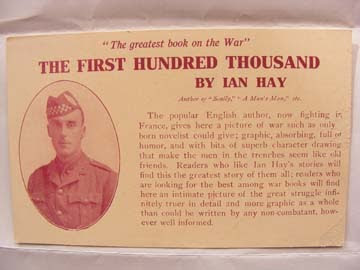 "The greatest book on the War"
THE FIRST HUNDRED THOUSAND
BY IAN HAY
Author of "Scally," "A Man's Man," etc.
The popular English author, now fighting in
France, gives here a picture of war such as only
born novelist could give; graphic, absorbing, full of
humor, and with bits of superb character drawing
that make the men in the trenches seem like old
friends. Readers who like Ian Hay's stories will
find this the greatest story of them all; readers who
are looking for the best among war books will find
here an intimate picture of the great struggle infin-
itely truer in detail and more graphic as a whole
than could be written by any non-combatant, how-
ever well informed.